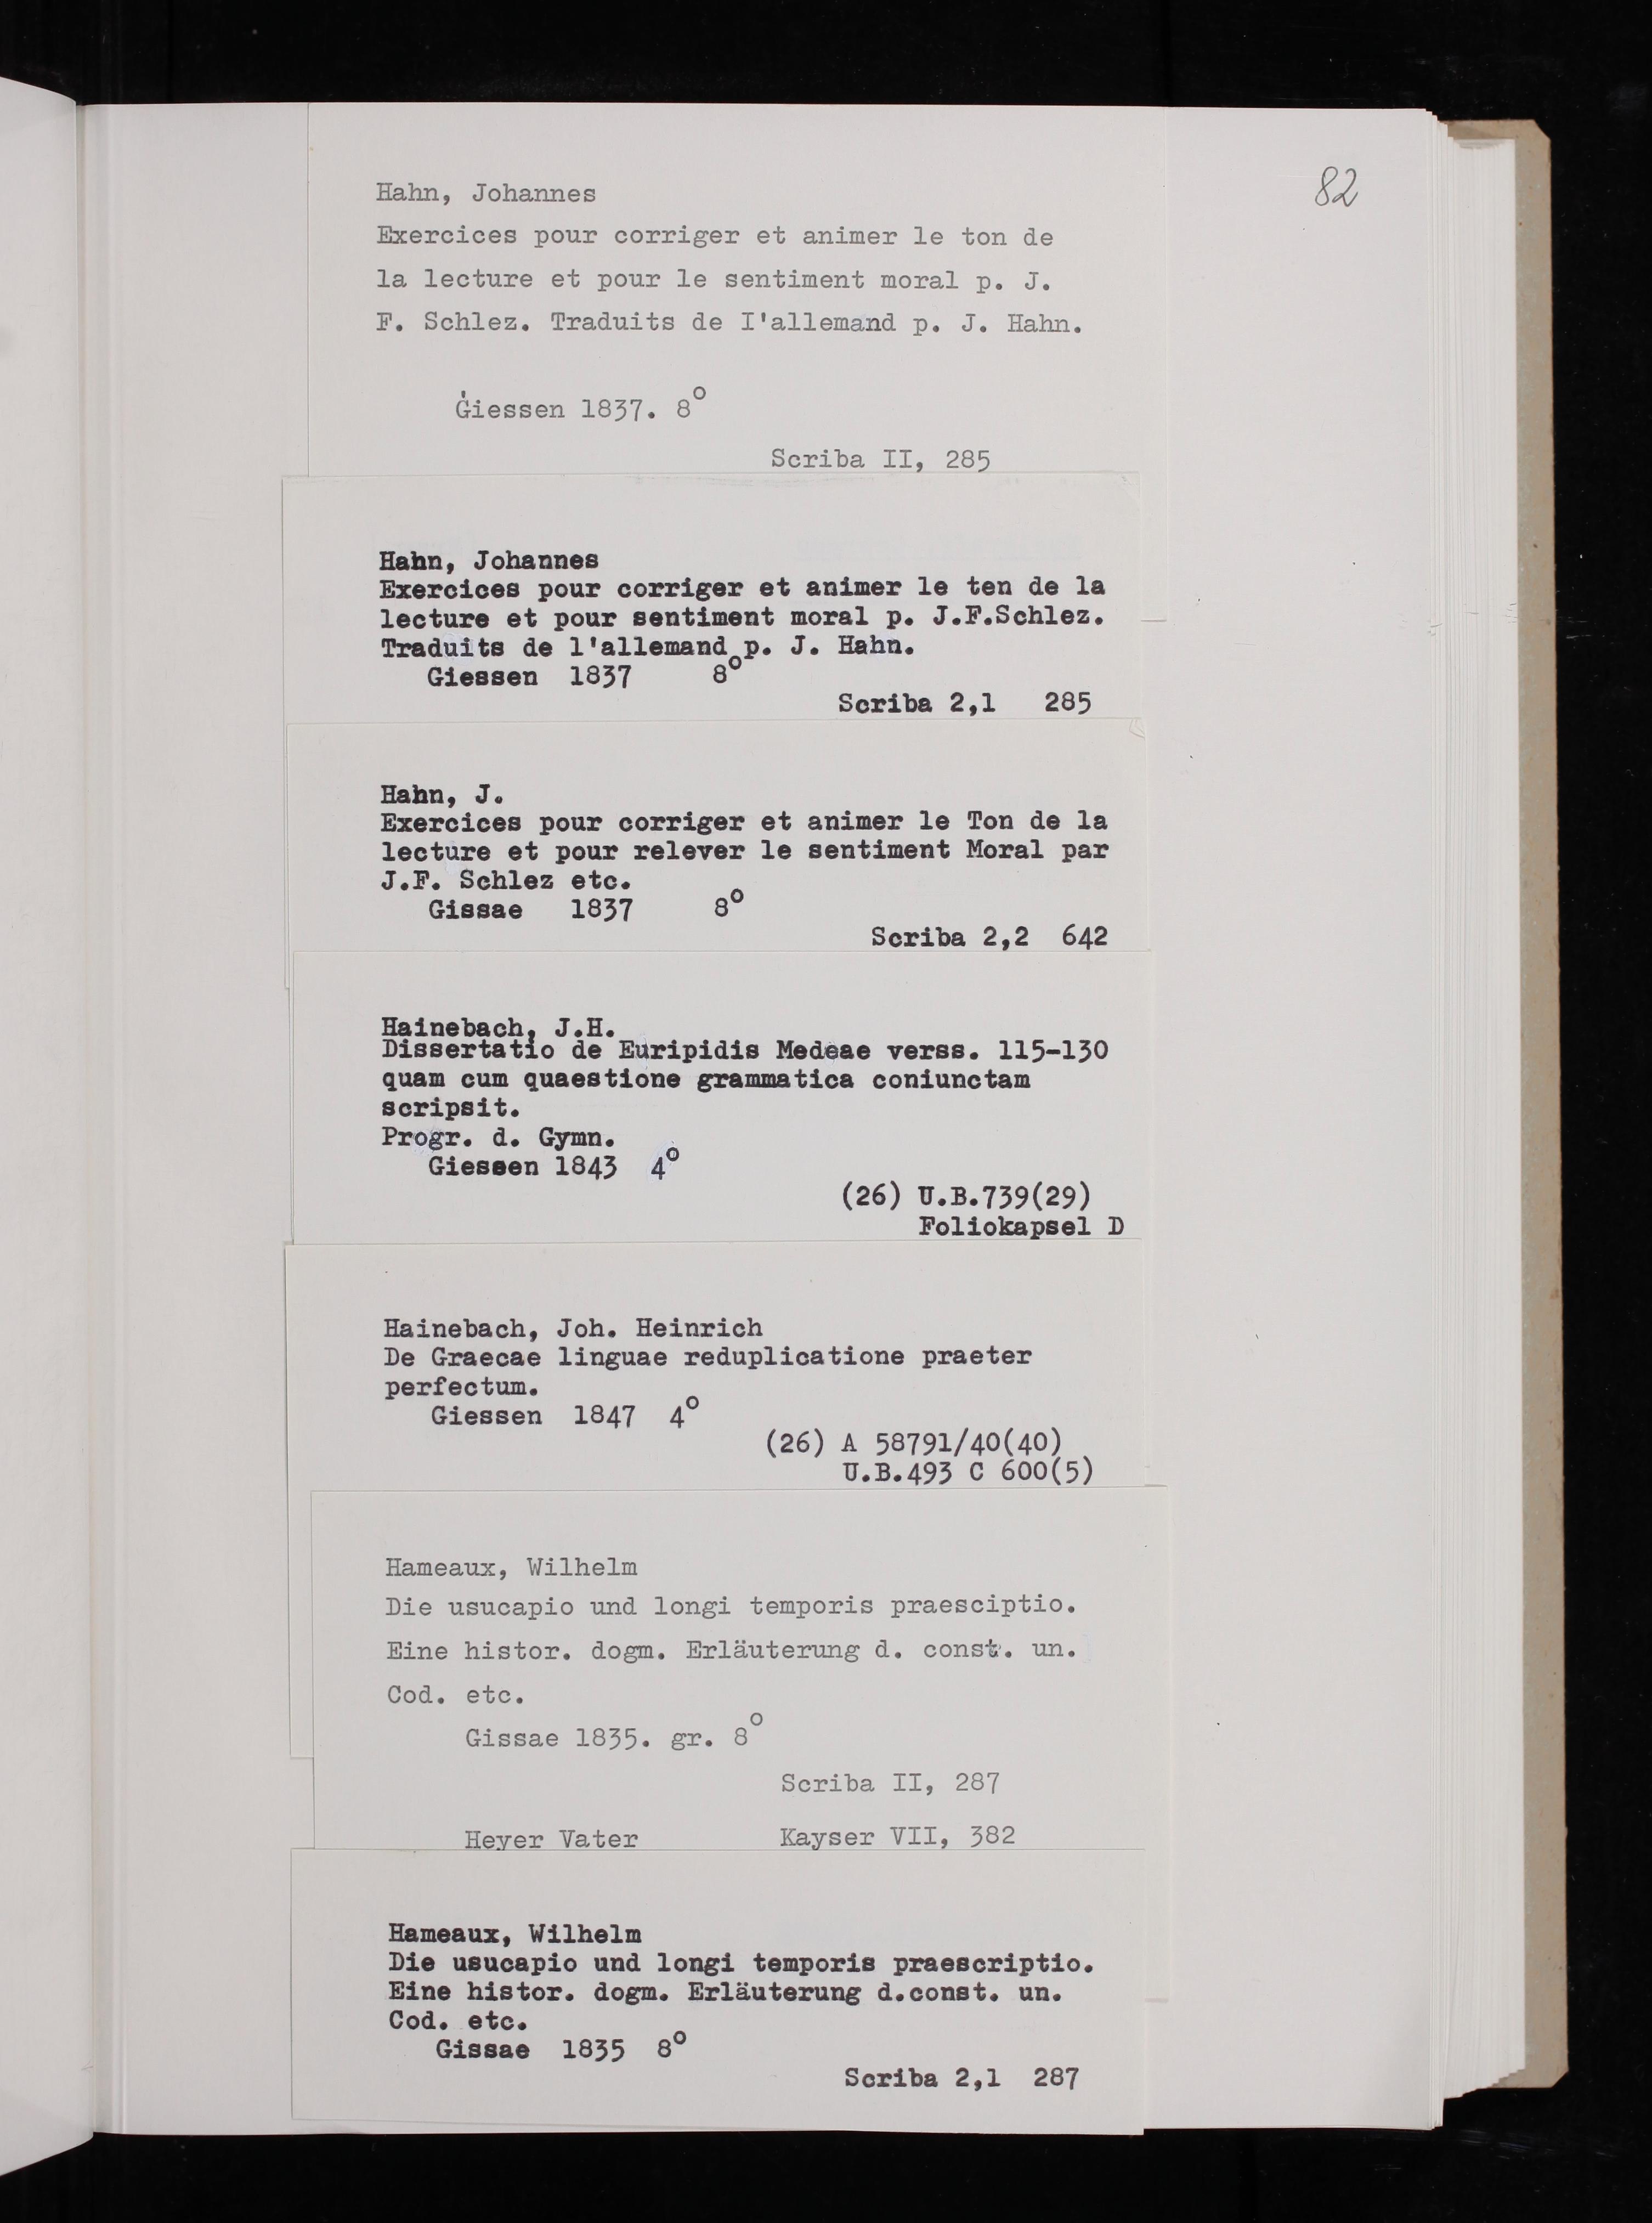 82
Hahn, Johannes
Exercices pour corriger et animer le ton de
la lecture et pour le sentiment moral p. J.
F. Schlez. Traduits de I'allemand p. J. Hahn.
Giessen 1837. 8°
Scriba II, 285
Hahn, Johannes
Exercices pour corriger et animer le ten de la
lecture et pour sentiment moral p. J.F.Schlez.
Traduits de l'allemand p. J. Hahn.
Giessen 1837 8°
Scriba 2,1 285
Hahn, J.
Exercices pour corriger et animer le Ton de la
lecture et pour relever le sentiment Moral par
J.F. Schlez etc.
Gissae 1837 8°
Scriba 2,2 642
Hainebach, J.H.
Dissertatio de Euripidis Medeae verss. 115-130
quam cum quaestione grammatica coniunctam
scripsit.
Progr. d. Gymn.
Giessen 1843 4°
(26) U.B.739(29)
Foliokapsel D
Hainebach, Joh. Heinrich
De Graecae linguae reduplicatione praeter
perfectum.
Giessen 1847 4°
(26) A 58791/40(40)
U.B.493 C 600(5)
Hameaux, Wilhelm
Die usucapio und longi temporis praesciptio.
Eine histor. dogm. Erläuterung d. const. un.
Cod. etc.
Gissae 1835. gr. 8°
Scriba II, 287
Heyer Vater Kayser VII, 382
Hameaux, Wilhelm
Die usucapio und longi temporis praescriptio.
Eine histor. dogm. Erläuterung d.const. un.
Cod. etc.
Gissae 1835 8°
Scriba 2,1 287